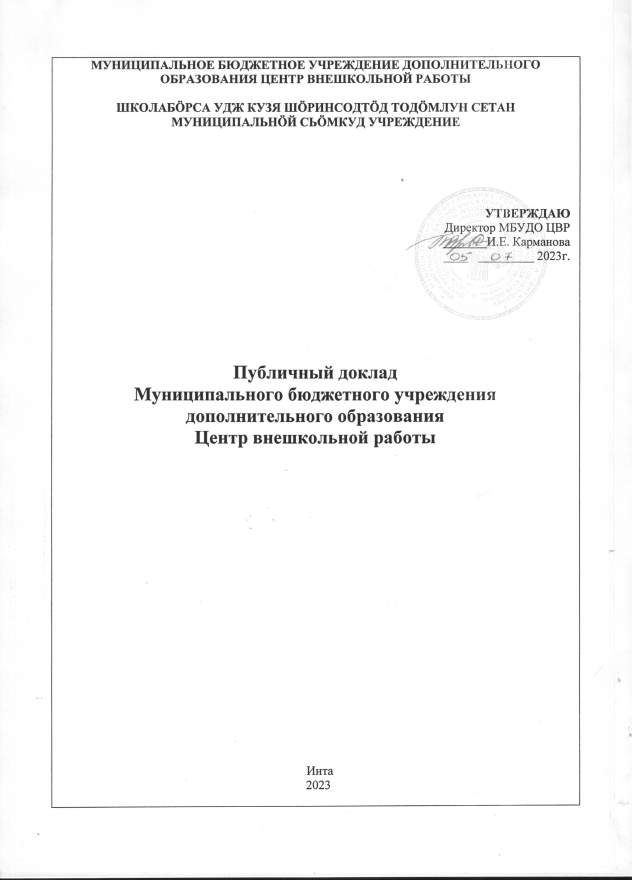 МУНИЦИПАЛЬНОЕ БЮДЖЕТНОЕ УЧРЕЖДЕНИЕ ДОПОЛНИТЕЛЬНОГО
ОБРАЗОВАНИЯ ЦЕНТР ВНЕШКОЛЬНОЙ РАБОТЫ
ШКОЛАБӦРСА УДЖ КУЗЯ ШӦРИНСОДТӦД ТОДӦМЛУН СЕТАН
МУНИЦИПАЛЬНӦЙ СЬӦМКУД УЧРЕЖДЕНИЕ
УТВЕРЖДАЮ
Директор МБУДО ЦВР
И.Е. Карманова
05 07 2023г.
Публичный доклад
Муниципального бюджетного учреждения
дополнительного образования
Центр внешкольной работы
Инта
2023